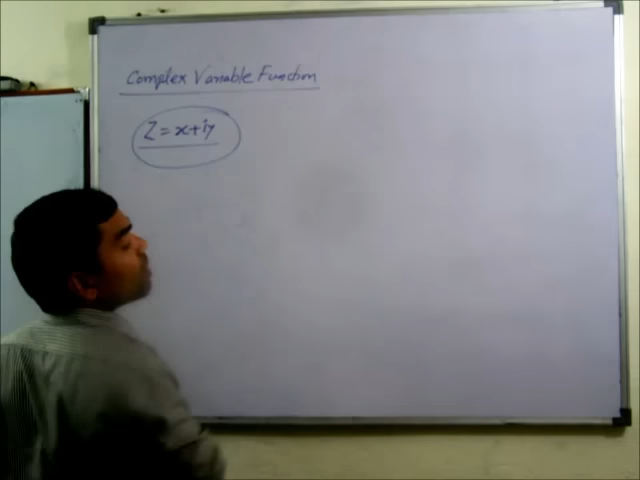 Complex Variable Function
Z = x+iy